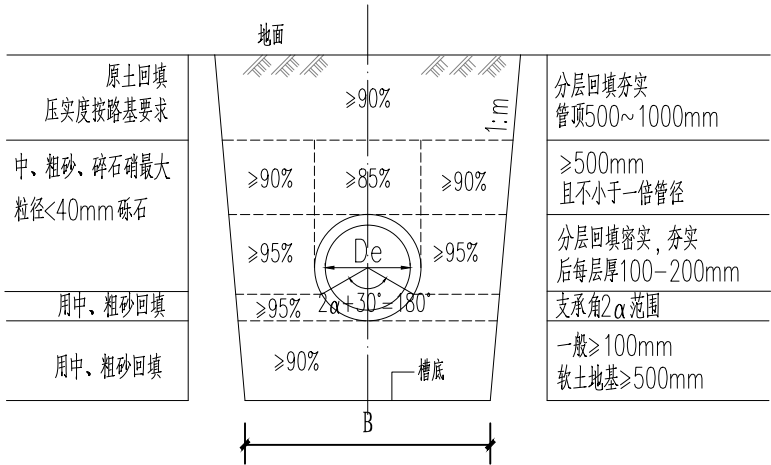 地面
原土回填
压实度按路基要求
≥90%
1:m
分层回填夯实
管顶500~1000mm
中、粗砂、碎石硝最大
粒径<40mm砾石
≥90%
≥85%
≥90%
≥500mm
且不小于一倍管径
≥95%
De
≥95%
分层回填密实，夯实
后每层厚100-200mm
用中、粗砂回填
≥95%
2α+30°=180°
支承角2α范围
用中、粗砂回填
≥90%
槽底
一般≥100mm
软土地基≥500mm
B